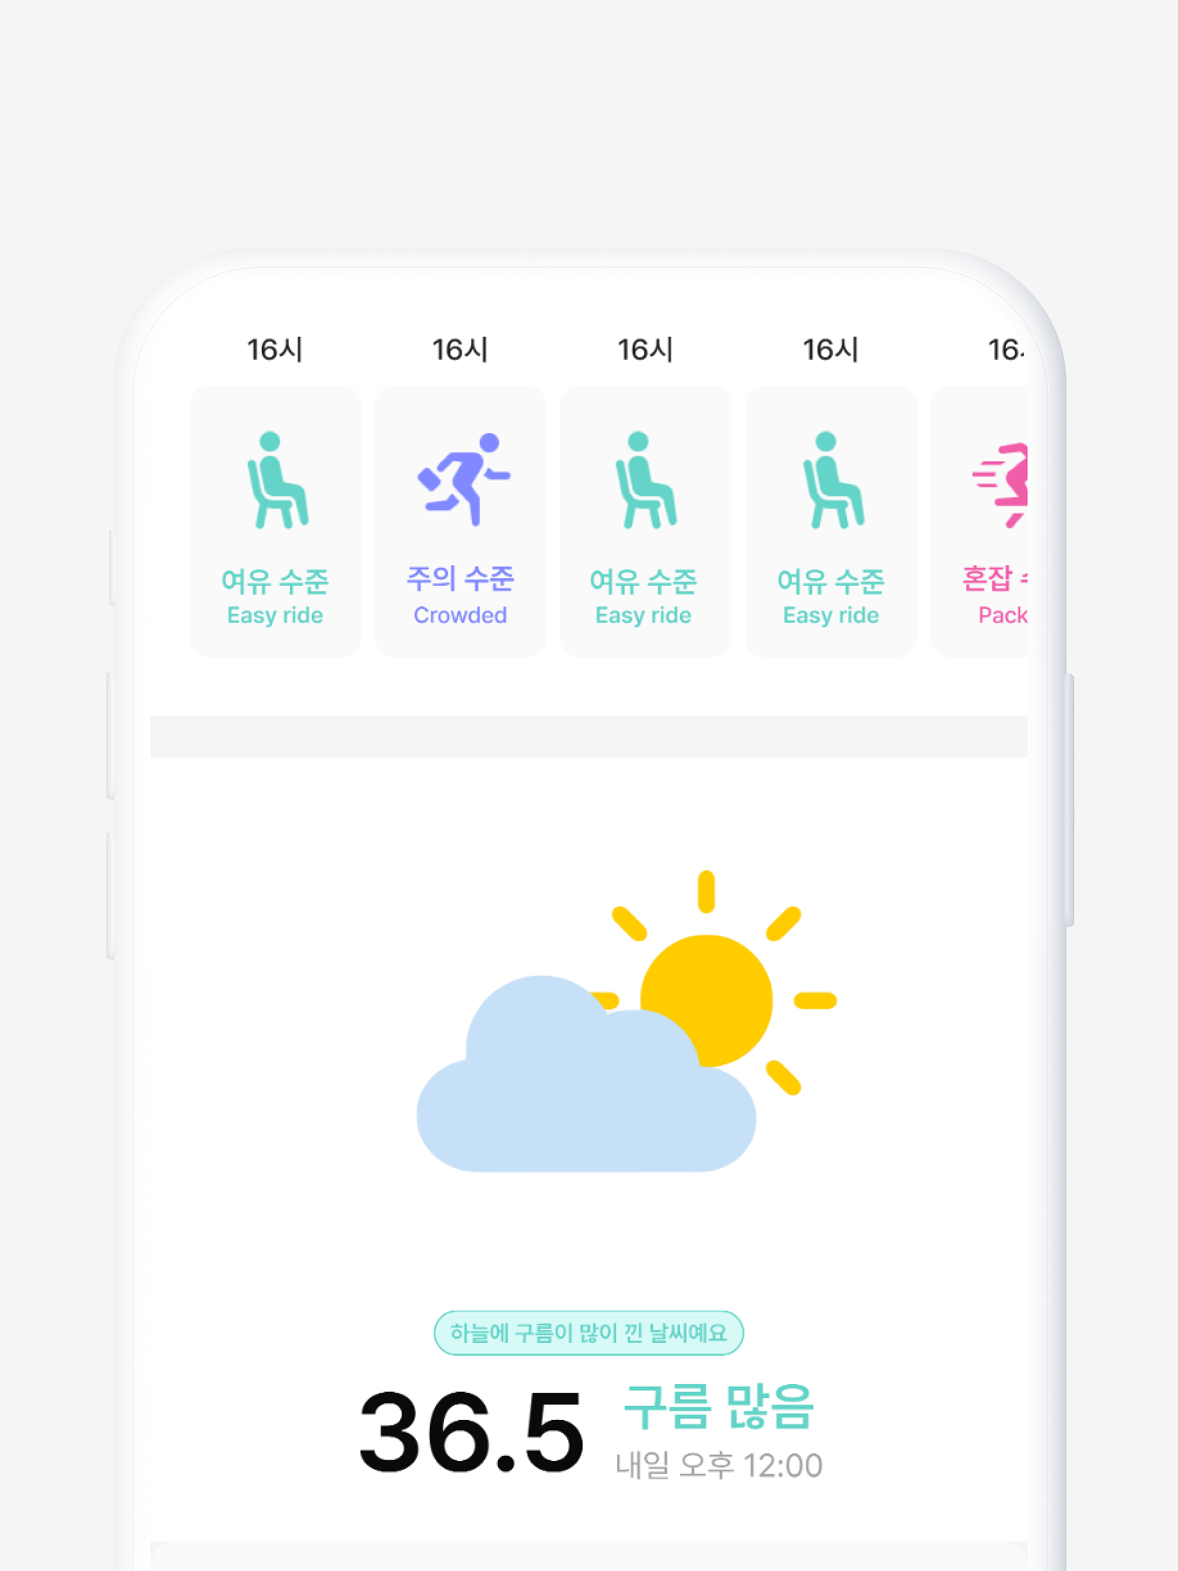 16시 16시 16시 16시 16
여유 수준 주의 수준 여유 수준 여유 수준 혼잡
Easy ride Crowded Easy ride Easy ride Pack
하늘에 구름이 많이 낀 날씨예요
36.5 구름 많음
내일 오후 12:00